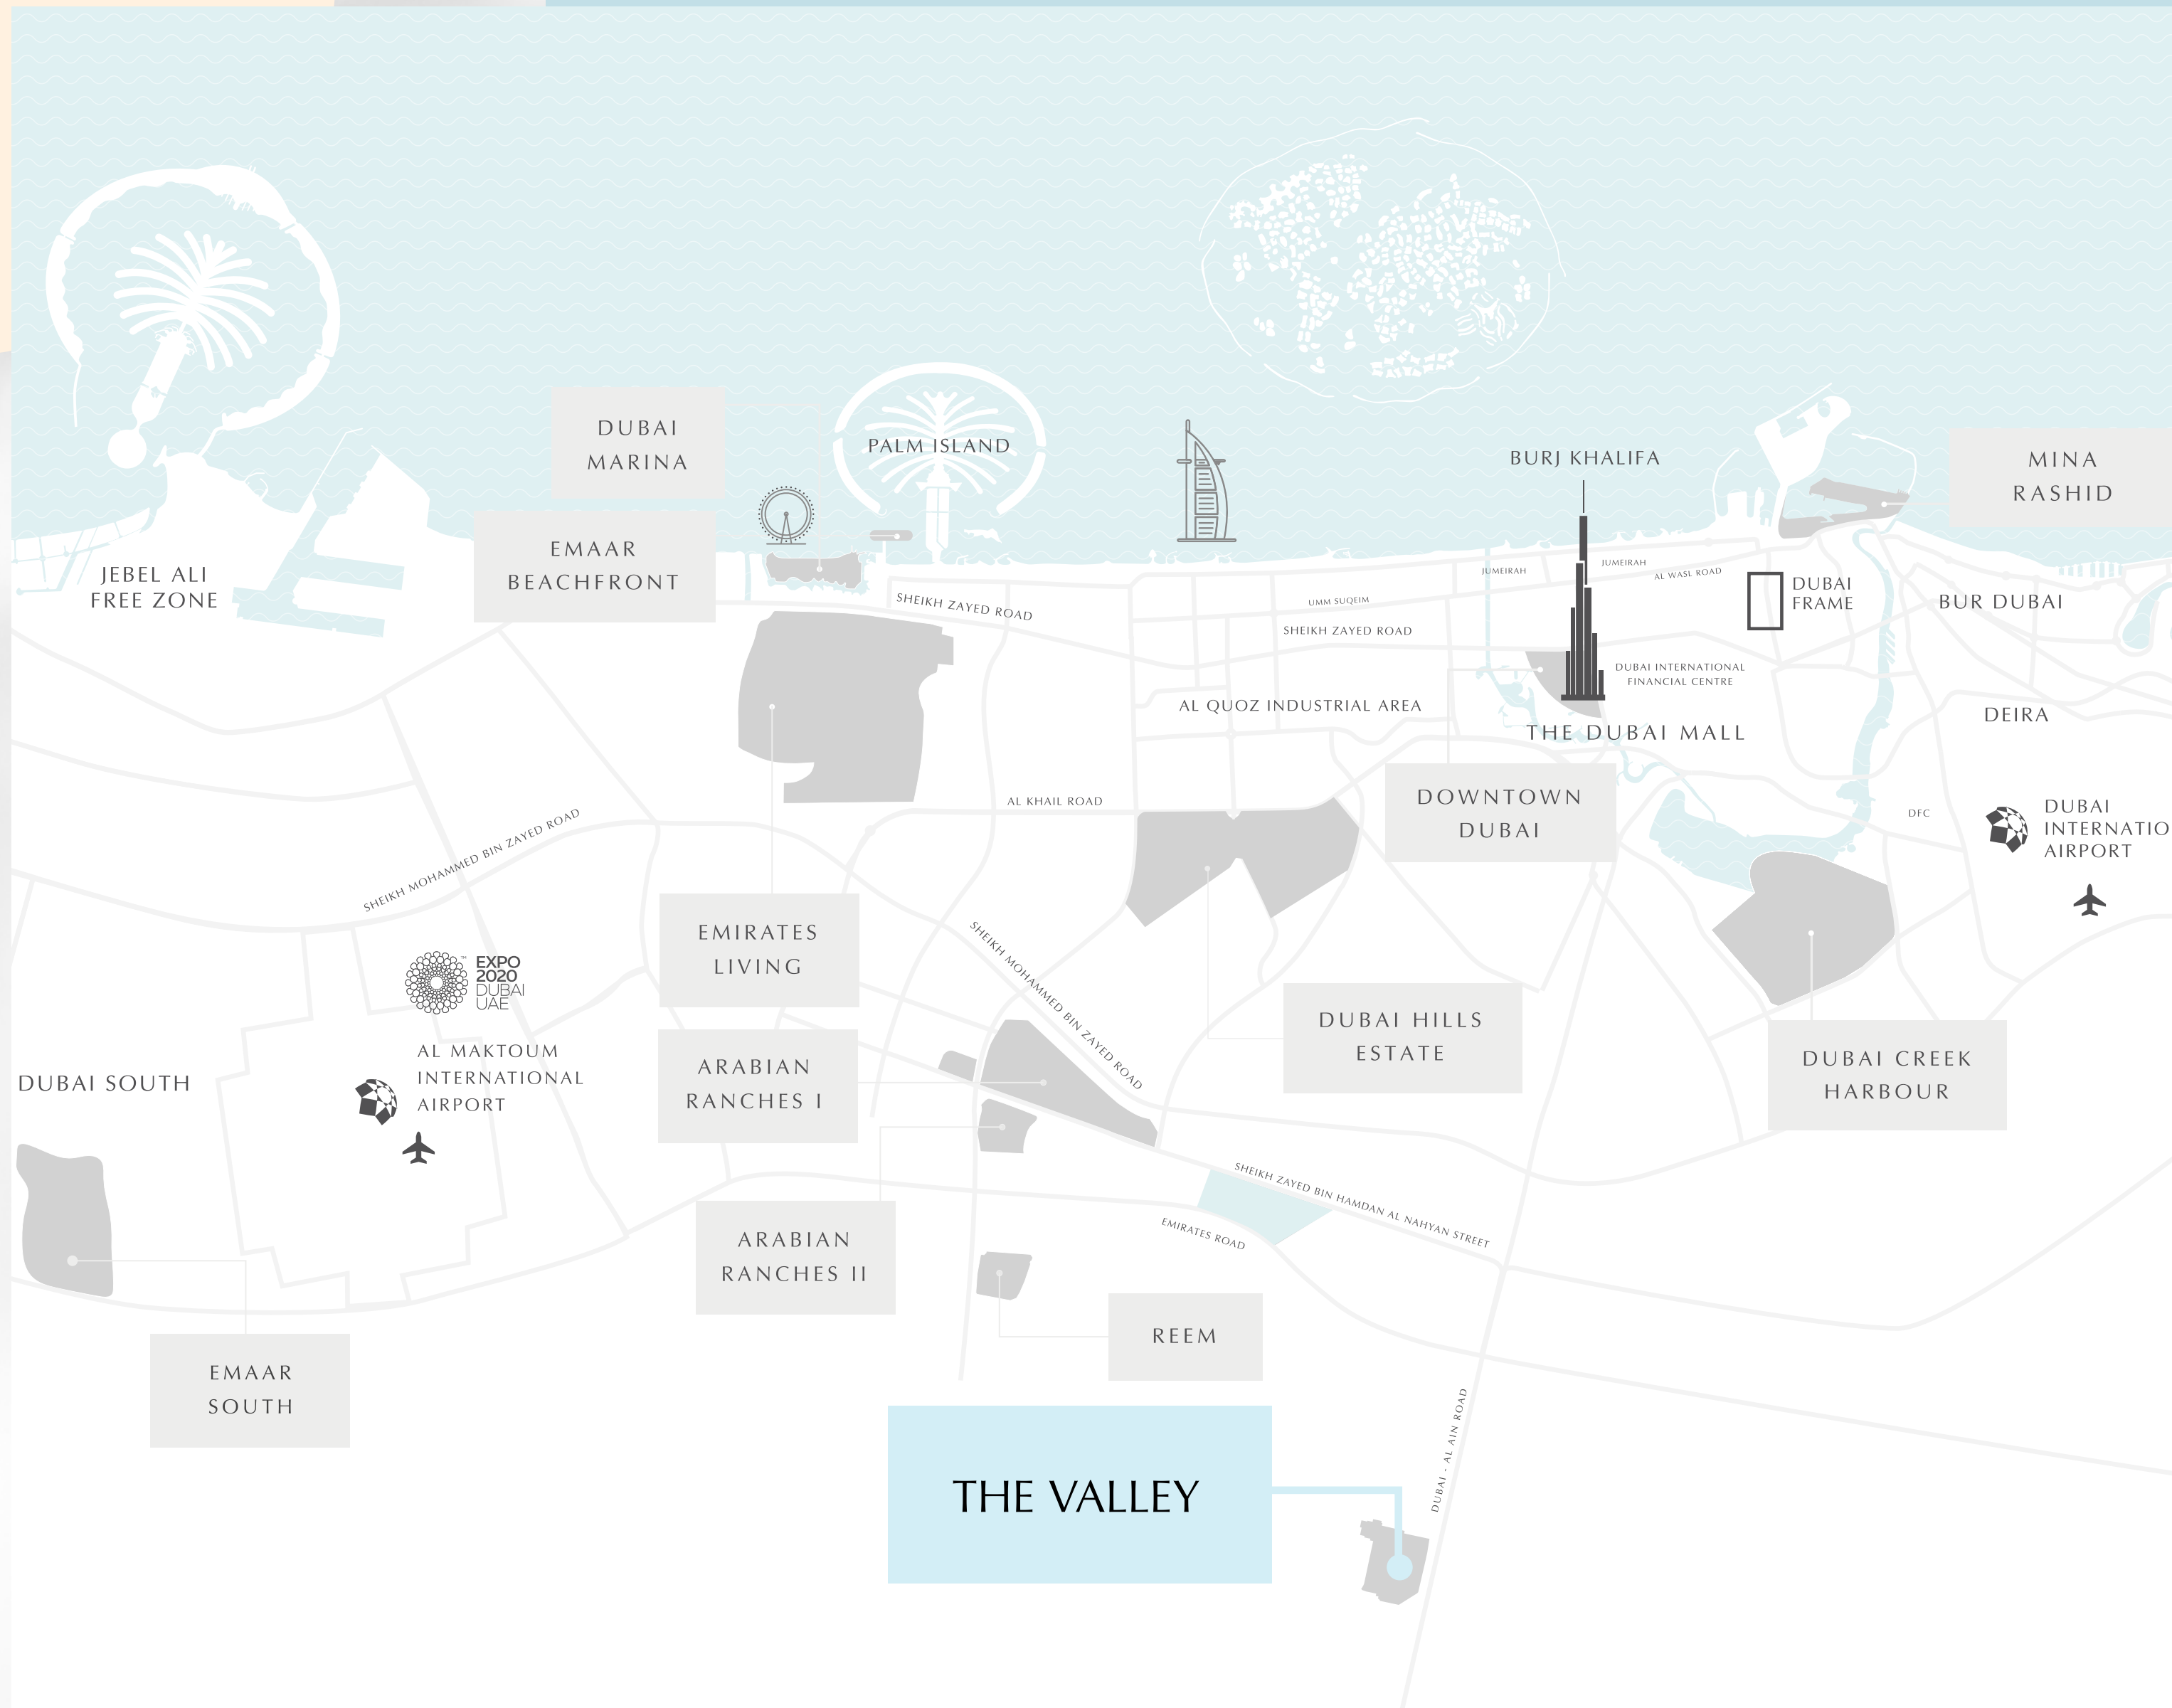 DUBAI
MARINA
PALM ISLAND
BURJ KHALIFA
MINA
RASHID
EMAAR
BEACHFRONT
JEBEL ALI
FREE ZONE
SHEIKH ZAYED ROAD
UMM SUQEIM
SHEIKH ZAYED ROAD
JUMEIRAH
JUMEIRAH
AL WASL ROAD
DUBAI
FRAME
BUR DUBAI
DUBAI INTERNATIONAL
FINANCIAL CENTRE
AL QUOZ INDUSTRIAL AREA
THE DUBAI MALL
DEIRA
DOWNTOWN
DUBAI
AL KHAIL ROAD
DFC
DUBAI
INTERNATIO
AIRPORT
SHEIKH MOHAMMED BIN ZAYED ROAD
EMIRATES
LIVING
SHEIKH MOHAMMED BIN ZAYED ROAD
EXPO
2020
DUBAI
UAE
™
AL MAKTOUM
INTERNATIONAL
AIRPORT
DUBAI SOUTH
ARABIAN
RANCHES I
DUBAI HILLS
ESTATE
DUBAI CREEK
HARBOUR
SHEIKH ZAYED BIN HAMDAN AL NAHYAN STREET
EMIRATES ROAD
ARABIAN
RANCHES II
REEM
EMAAR
SOUTH
THE VALLEY
DUBAI - AL AIN ROAD